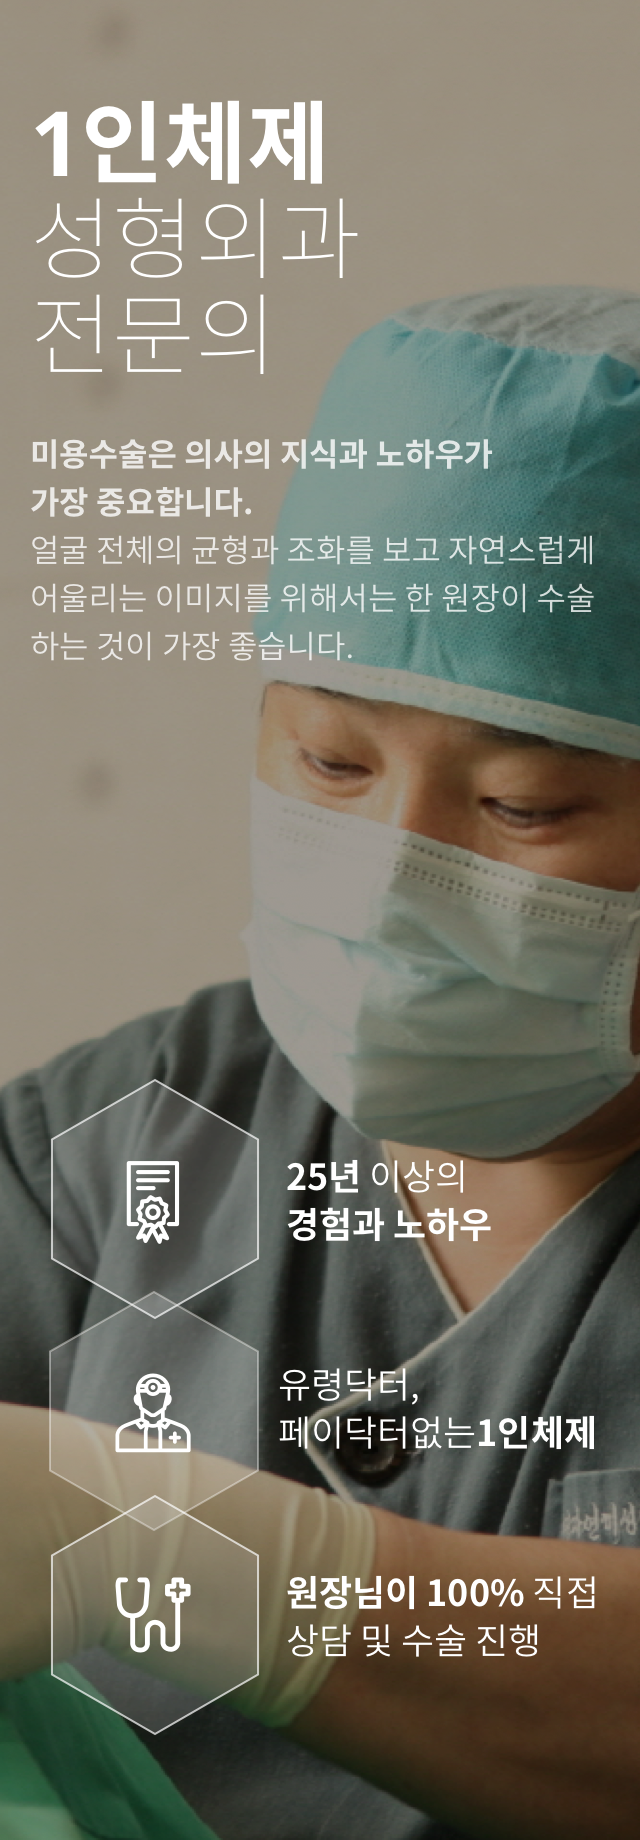 1인체제
성형외과
전문의
미용수술은 의사의 지식과 노하우가
가장 중요합니다.
얼굴 전체의 균형과 조화를 보고 자연스럽게
어울리는 이미지를 위해서는 한 원장이 수술
하는 것이 가장 좋습니다.
25년 이상의
경험과 노하우
유령닥터,
페이닥터없는1인체제
원장님이 100% 직접
상담 및 수술 진행